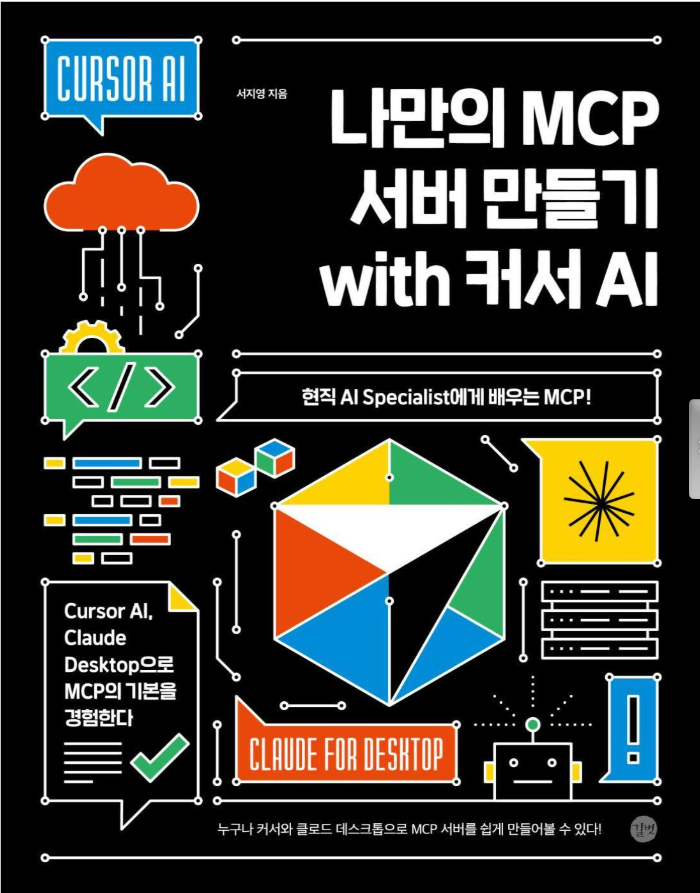 CURSOR AI
서지영 지음
나만의 MCP
서버 만들기
with 커서 AI
</>
현직 AI Specialist에게 배우는 MCP!
Cursor AI,
Claude
Desktop으로
MCP의 기본을
경험한다
CLAUDE FOR DESKTOP
!
누구나 커서와 클로드 데스크톱으로 MCP 서버를 쉽게 만들어볼 수 있다!
길벗